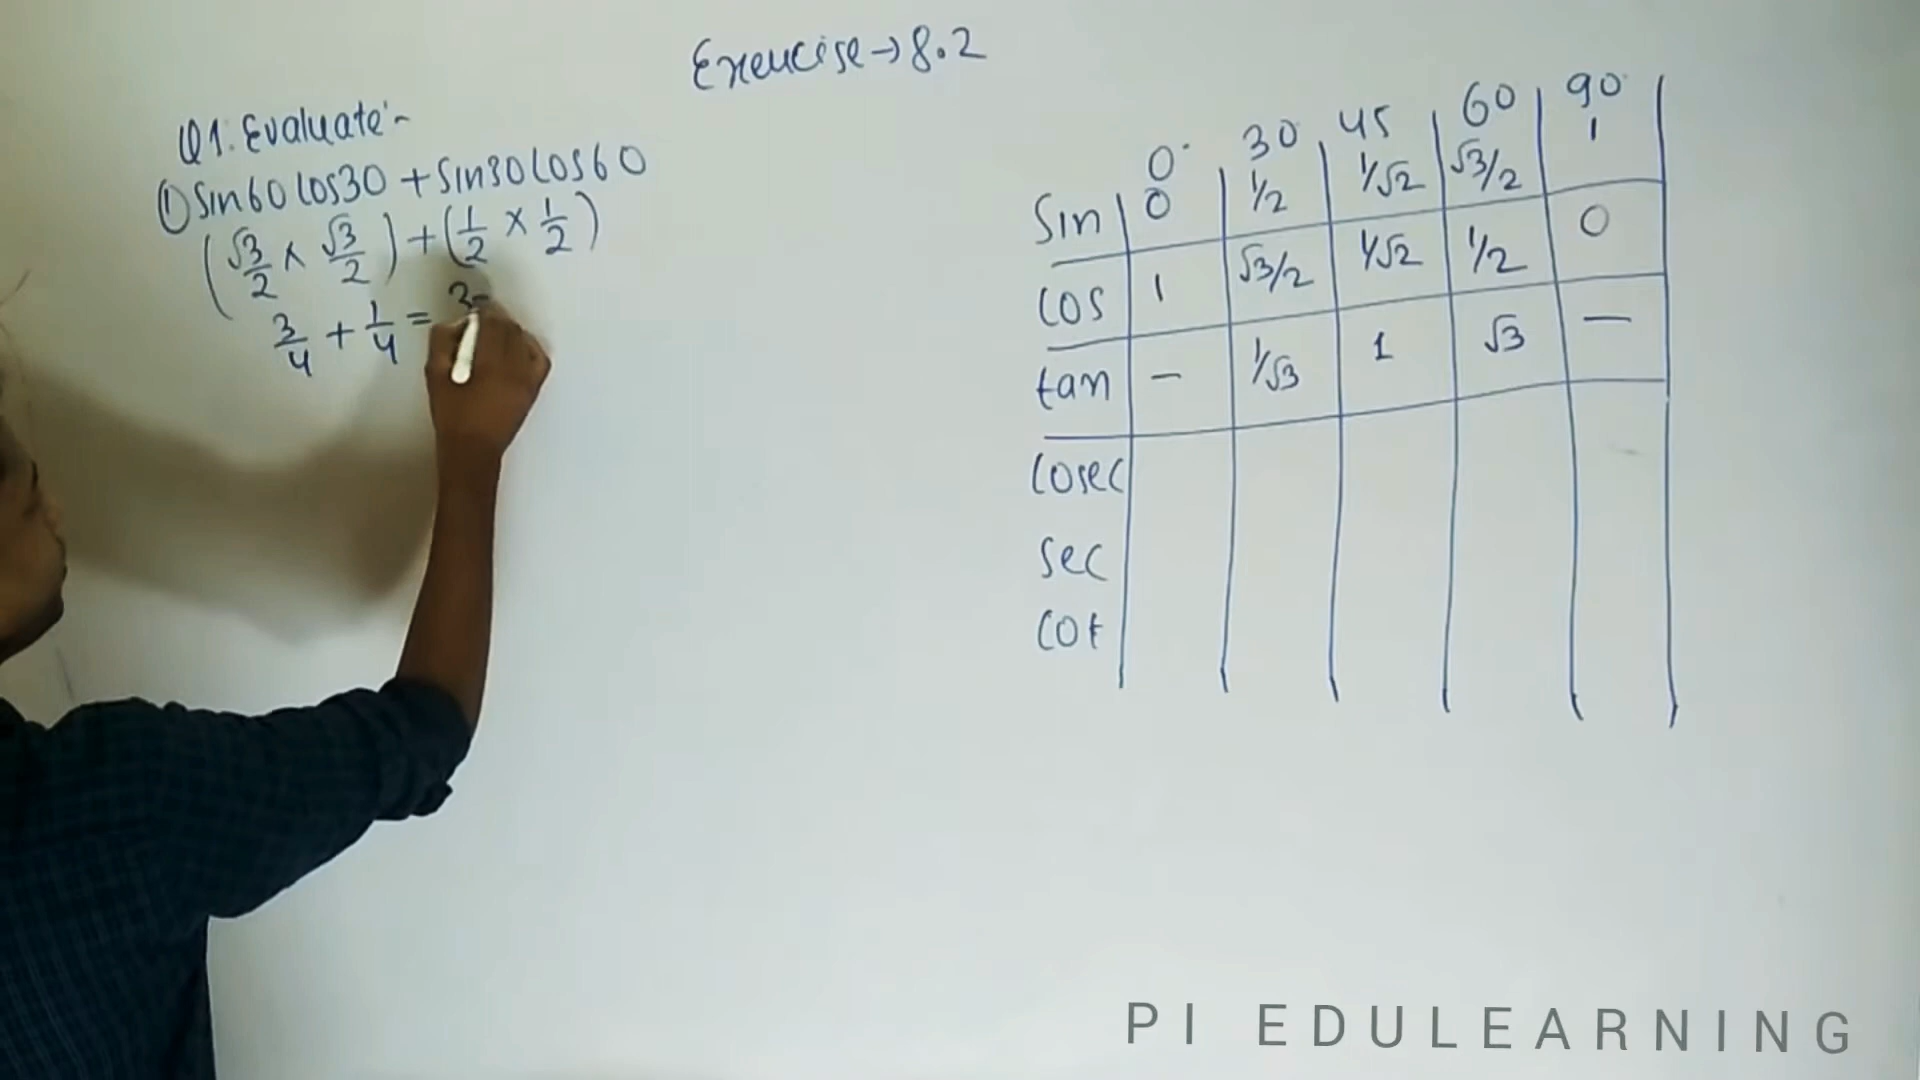 Exercise → 8.2
Q1. Evaluate:-
① Sin60 Cos30 + Sin30 Cos60
(√3/2 × √3/2) + (1/2 × 1/2)
3/4 + 1/4 = 3
0° 30 45 60 90
Sin 0 1/2 1/√2 √3/2 1
Cos 1 √3/2 1/√2 1/2 0
tan — 1/√3 1 √3 —
Cosec
Sec
Cot
PI EDULEARNING